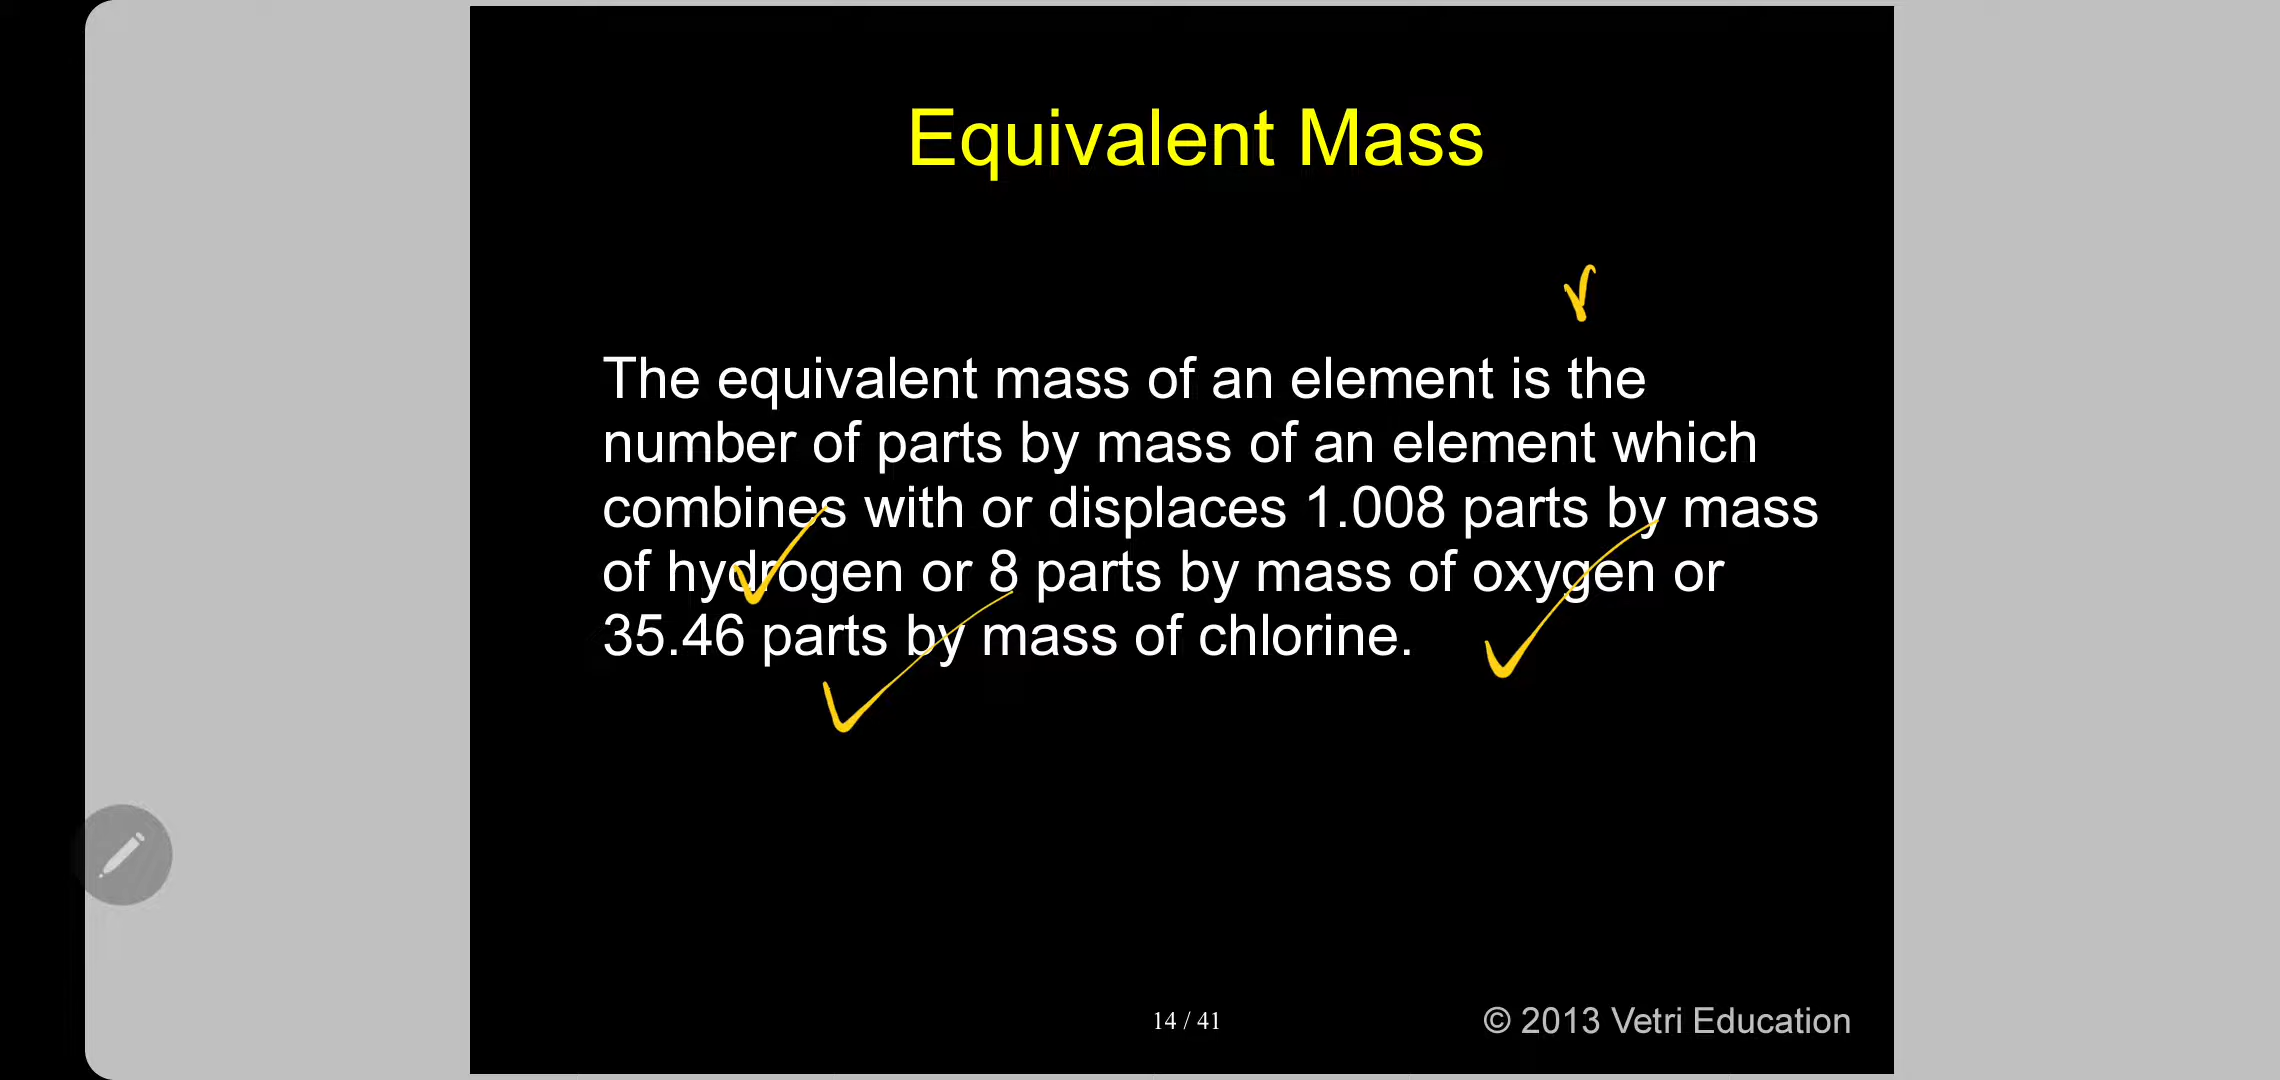 Equivalent Mass
The equivalent mass of an element is the
number of parts by mass of an element which
combines with or displaces 1.008 parts by mass
of hydrogen or 8 parts by mass of oxygen or
35.46 parts by mass of chlorine.
14 / 41
© 2013 Vetri Education